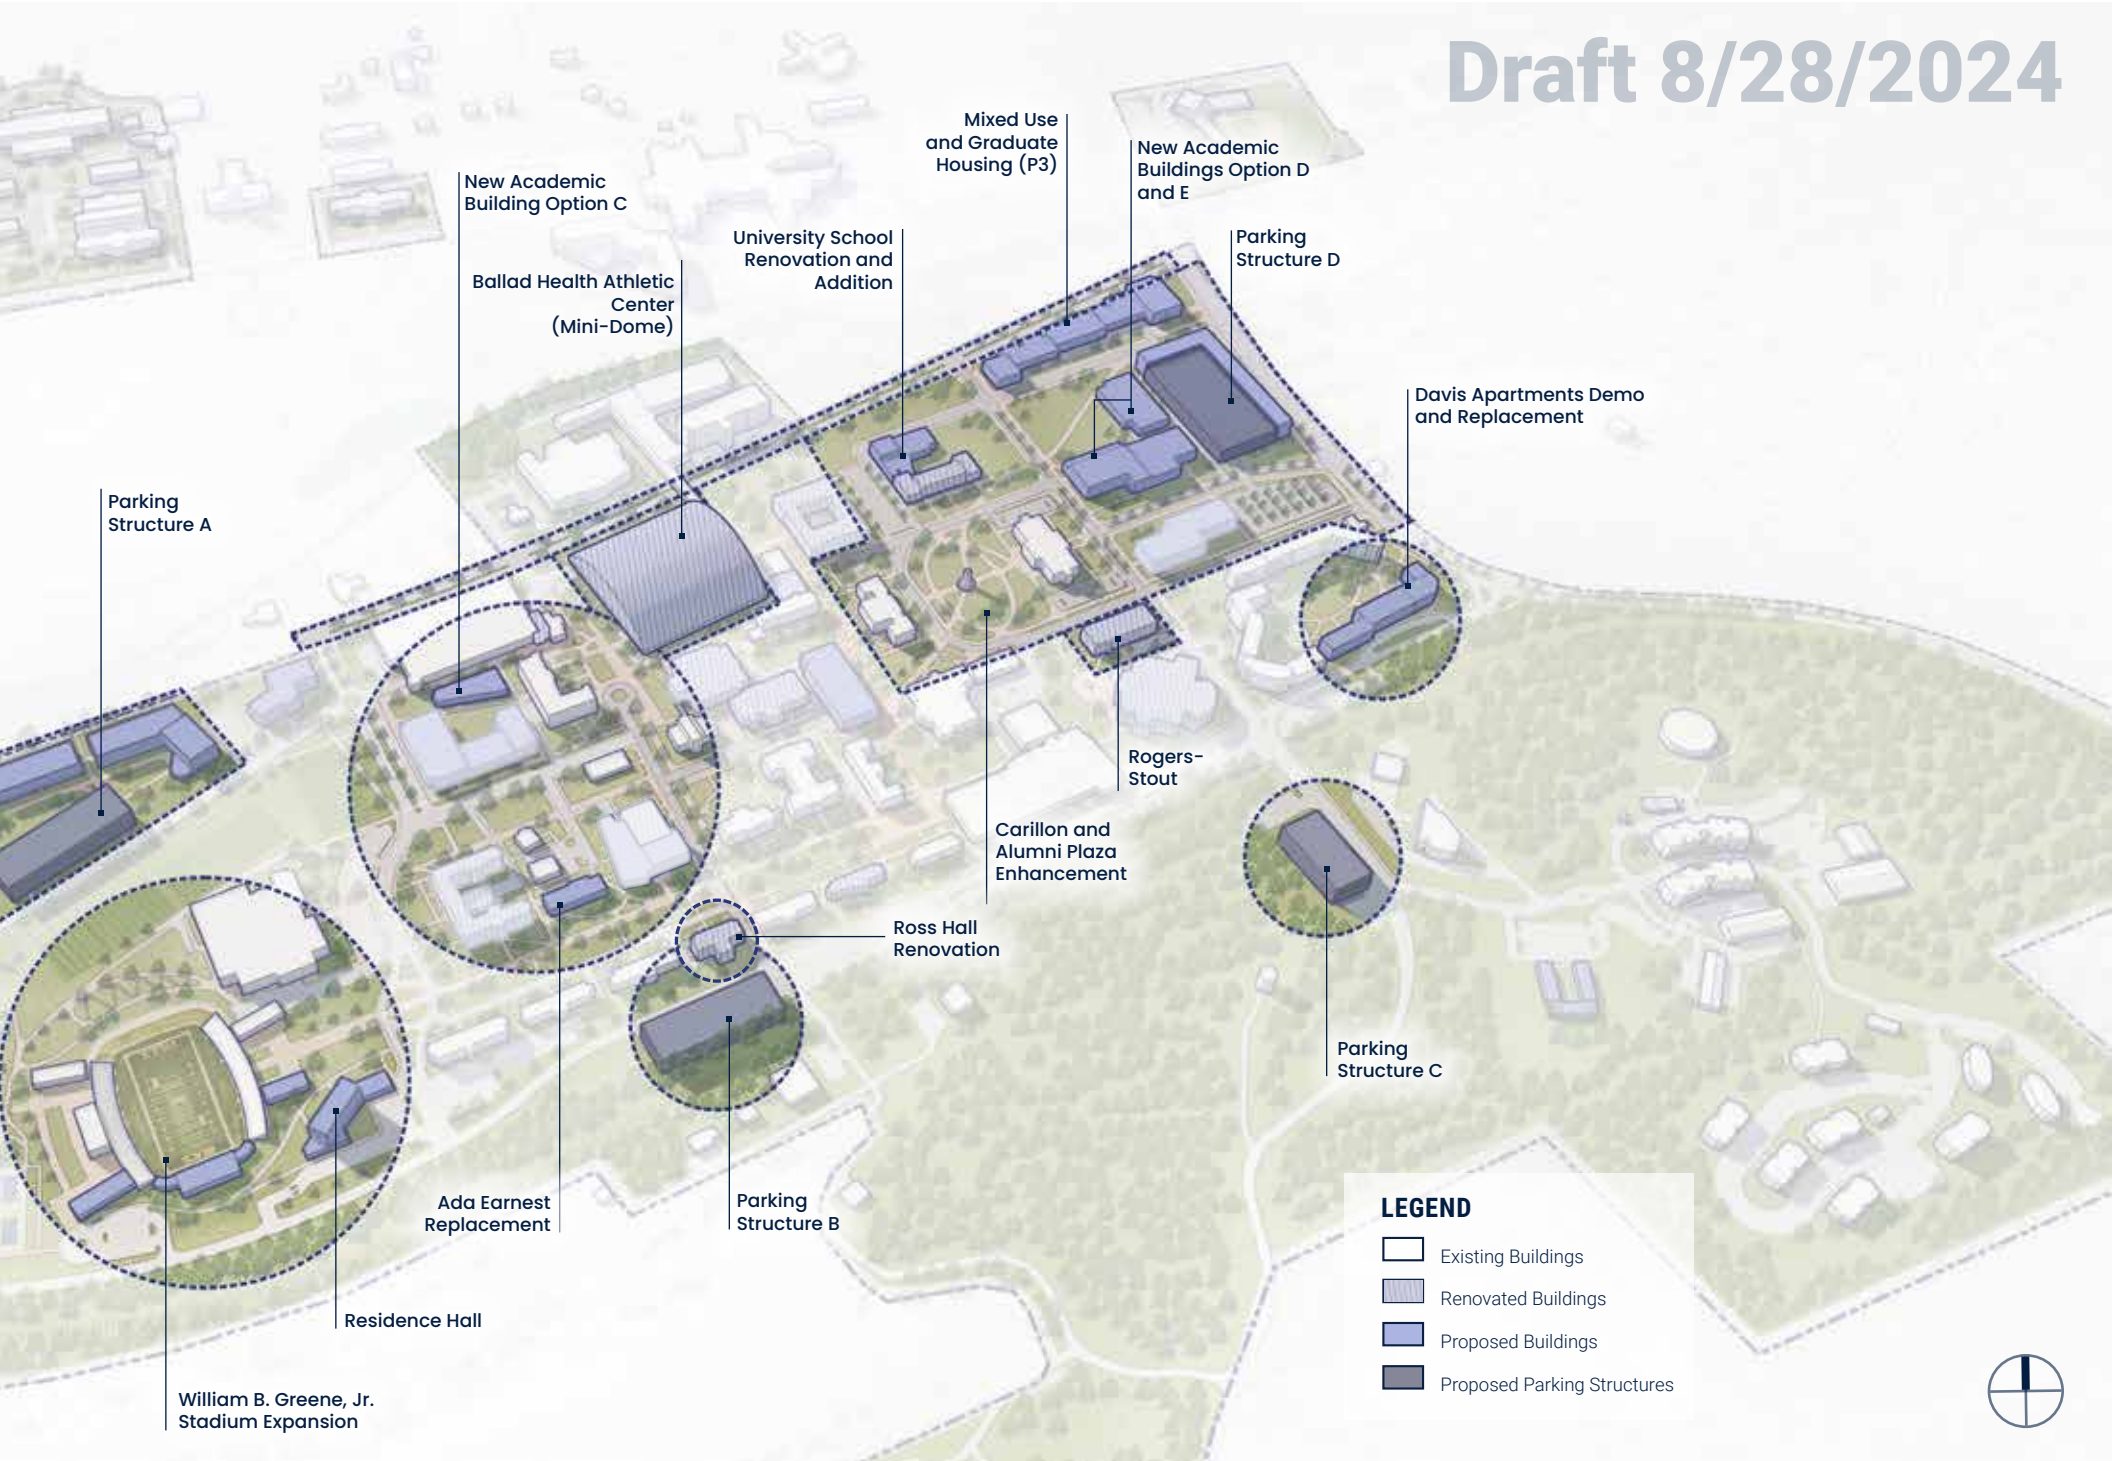 Draft 8/28/2024
Mixed Use
and Graduate
Housing (P3)
New Academic
Buildings Option D
and E
New Academic
Building Option C
University School
Renovation and
Addition
Parking
Structure D
Ballad Health Athletic
Center
(Mini-Dome)
Davis Apartments Demo
and Replacement
Parking
Structure A
Rogers-
Stout
Carillon and
Alumni Plaza
Enhancement
Ross Hall
Renovation
Parking
Structure C
Ada Earnest
Replacement
Parking
Structure B
Residence Hall
William B. Greene, Jr.
Stadium Expansion
LEGEND
Existing Buildings
Renovated Buildings
Proposed Buildings
Proposed Parking Structures